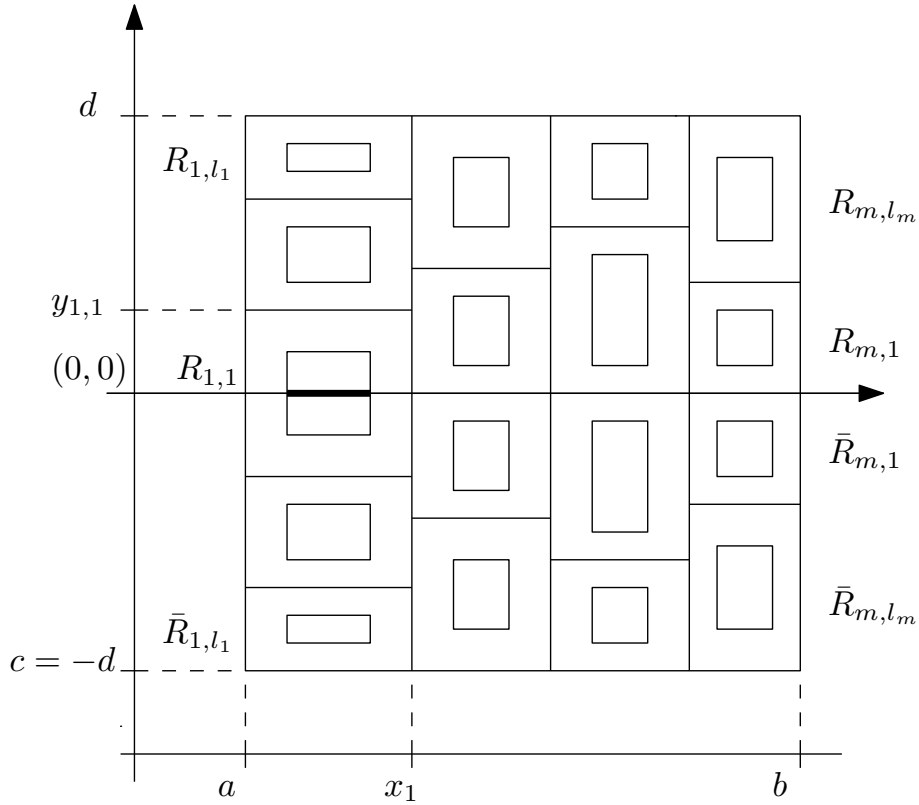 d
R_{1,l_1}
R_{m,l_m}
y_{1,1}
R_{m,1}
(0, 0)
R_{1,1}
\bar{R}_{m,1}
\bar{R}_{m,l_m}
\bar{R}_{1,l_1}
c = −d
a
x_1
b